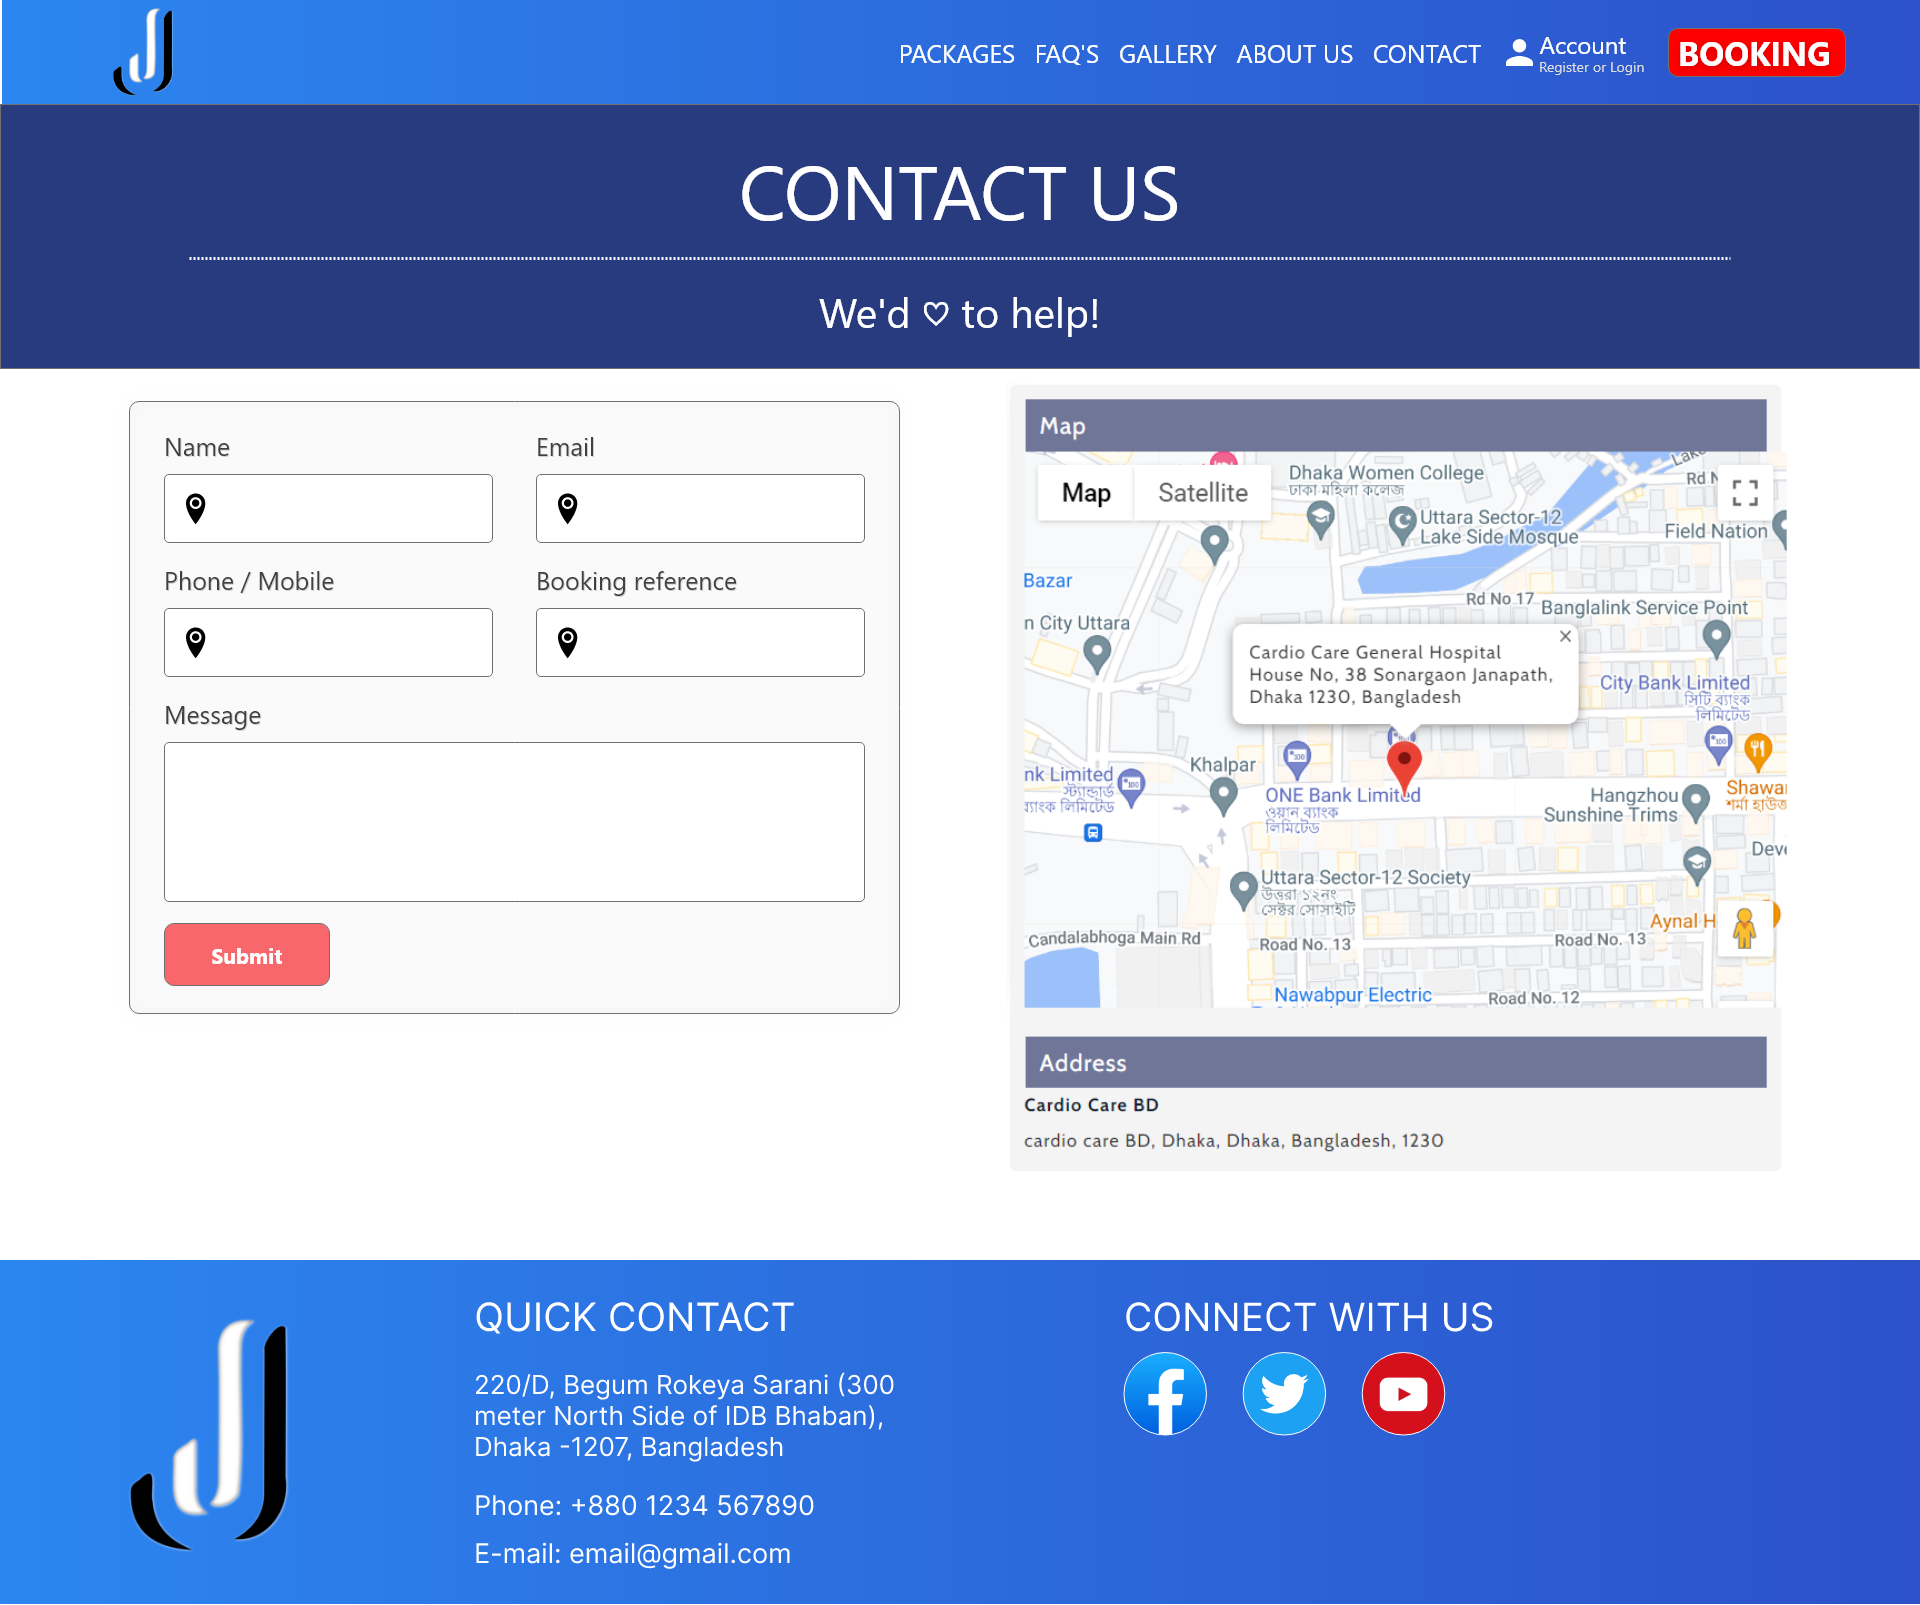 PACKAGES FAQ'S GALLERY ABOUT US CONTACT Account BOOKING
Register or Login
CONTACT US
We'd ♡ to help!
Name Email
Phone / Mobile Booking reference
Message
Submit
Map
Map Satellite
Dhaka Women College
ঢাকা মহিলা কলেজ
Rd N
Uttara Sector-12
Lake Side Mosque
Field Nation
Bazar
Rd No 17
Banglalink Service Point
n City Uttara
Cardio Care General Hospital
House No, 38 Sonargaon Janapath,
Dhaka 1230, Bangladesh
City Bank Limited
সিটি ব্যাংক
লিমিটেড
Khalpar
nk Limited
স্ট্যান্ডার্ড
ব্যাংক লিমিটেড
ONE Bank Limited
ওয়ান ব্যাংক
লিমিটেড
Hangzhou
Sunshine Trims
Shawar
শর্মা হাউজ
Deve
Uttara Sector-12 Society
উত্তরা ১২নং
সেক্টর সোসাইটি
Aynal H
Candalabhoga Main Rd
Road No. 13
Road No. 13
Nawabpur Electric
Road No. 12
Address
Cardio Care BD
cardio care BD, Dhaka, Dhaka, Bangladesh, 1230
QUICK CONTACT
220/D, Begum Rokeya Sarani (300
meter North Side of IDB Bhaban),
Dhaka -1207, Bangladesh
Phone: +880 1234 567890
E-mail: email@gmail.com
CONNECT WITH US